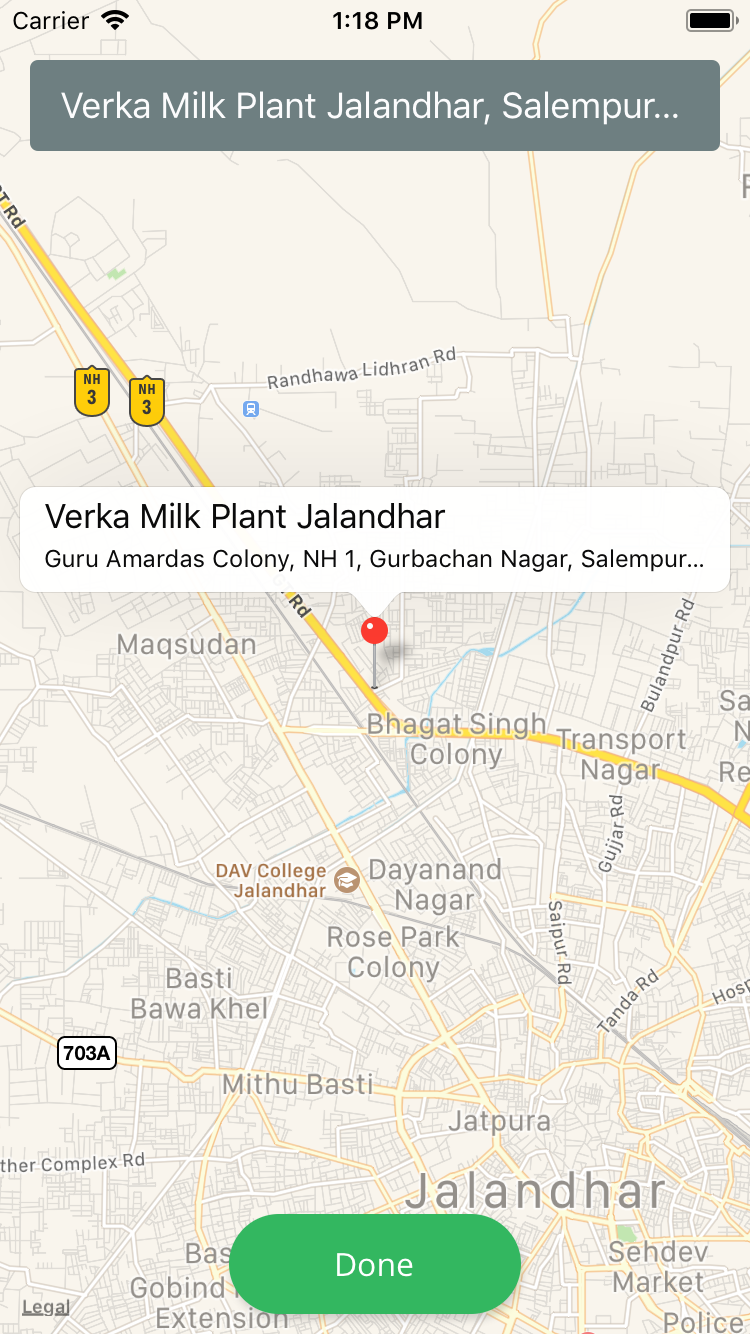 Carrier
1:18 PM
Verka Milk Plant Jalandhar, Salempur...
Rd
NH
3
NH
3
Randhawa Lidhran Rd
Verka Milk Plant Jalandhar
Guru Amardas Colony, NH 1, Gurbachan Nagar, Salempur...
Rd
Maqsudan
Bulandpur Rd
Bhagat Singh
Colony
Transport
Nagar
Gujjar Rd
DAV College
Jalandhar
Dayanand
Nagar
Saipur Rd
Rose Park
Colony
Basti
Bawa Khel
Tanda Rd
703A
Mithu Basti
Jatpura
ther Complex Rd
Jalandhar
Done
Sehdev
Market
Gobind
Extension
Legal
Police